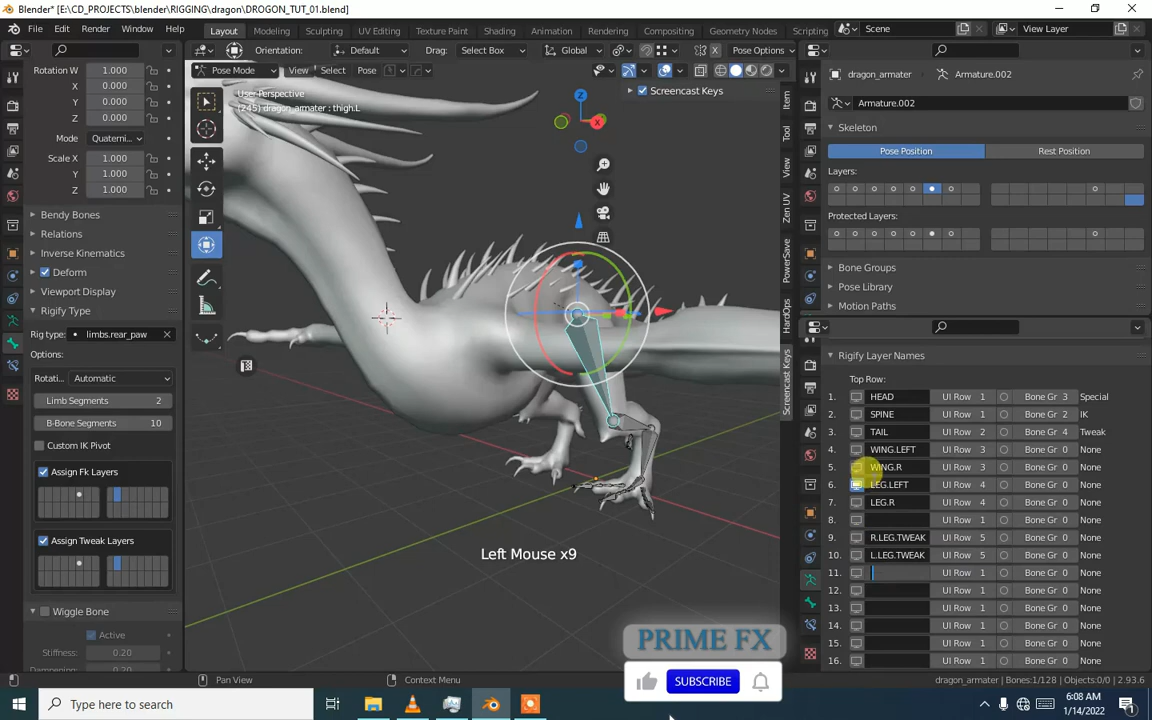 Blender* [E:\CD_PROJECTS\blender\RIGGING\dragon\DROGON_TUT_01.blend]
File Edit Render Window Help
Layout Modeling Sculpting UV Editing Texture Paint Shading Animation Rendering Compositing Geometry Nodes Scripting
Scene View Layer
Orientation: Default Drag: Select Box Global Pose Options
Pose Mode View Select Pose
Rotation W 1.000
X 0.000
Y 0.000
Z 0.000
Mode Quaterni...
Scale X 1.000
Y 1.000
Z 1.000
Bendy Bones
Relations
Inverse Kinematics
Deform
Viewport Display
Rigify Type
Rig type: limbs.rear_paw
Options:
Rotati.. Automatic
Limb Segments 2
B-Bone Segments 10
Custom IK Pivot
Assign Fk Layers
Assign Tweak Layers
Wiggle Bone
Active
Stiffness: 0.20
Dampening: 0.20
User Perspective
(245) dragon_armater : thigh.L
Screencast Keys
Z
X
Item
Tool
View
Zen UV
PowerSave
HardOps
Screencast Keys
Left Mouse x9
dragon_armater Armature.002
Armature.002
Skeleton
Pose Position Rest Position
Layers:
Protected Layers:
Bone Groups
Pose Library
Motion Paths
Rigify Layer Names
Top Row:
1. HEAD UI Row 1 Bone Gr 3 Special
2. SPINE UI Row 1 Bone Gr 2 IK
3. TAIL UI Row 2 Bone Gr 4 Tweak
4. WING.LEFT UI Row 3 Bone Gr 0 None
5. WING.R UI Row 3 Bone Gr 0 None
6. LEG.LEFT UI Row 4 Bone Gr 0 None
7. LEG.R UI Row 4 Bone Gr 0 None
8. UI Row 1 Bone Gr 0 None
9. R.LEG.TWEAK UI Row 5 Bone Gr 0 None
10. L.LEG.TWEAK UI Row 5 Bone Gr 0 None
11. UI Row 1 Bone Gr 0 None
12. UI Row 1 Bone Gr 0 None
13. UI Row 1 Bone Gr 0 None
14. UI Row 1 Bone Gr 0 None
15. UI Row 1 Bone Gr 0 None
16. UI Row 1 Bone Gr 0 None
PRIME FX
SUBSCRIBE
Pan View Context Menu
dragon_armater | Bones:1/128 | Objects:0/0 | 2.93.6
Type here to search
6:08 AM
1/14/2022
1